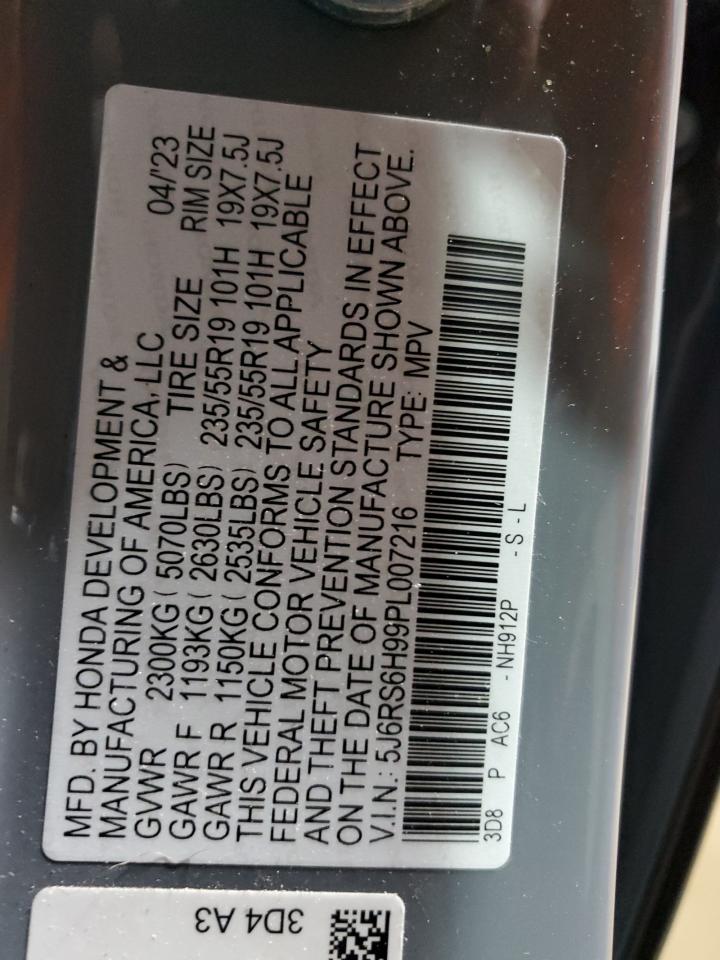 MFD. BY HONDA DEVELOPMENT & 04/'23
MANUFACTURING OF AMERICA, LLC TIRE SIZE RIM SIZE
GVWR 2300KG ( 5070LBS)
GAWR F 1193KG ( 2630LBS) 235/55R19 101H 19X7.5J
GAWR R 1150KG ( 2535LBS) 235/55R19 101H 19X7.5J
THIS VEHICLE CONFORMS TO ALL APPLICABLE
FEDERAL MOTOR VEHICLE SAFETY
AND THEFT PREVENTION STANDARDS IN EFFECT
ON THE DATE OF MANUFACTURE SHOWN ABOVE.
V.I.N.: 5J6RS6H99PL007216 TYPE: MPV
3D8 P AC6 - NH912P - S - L
3D4 A3